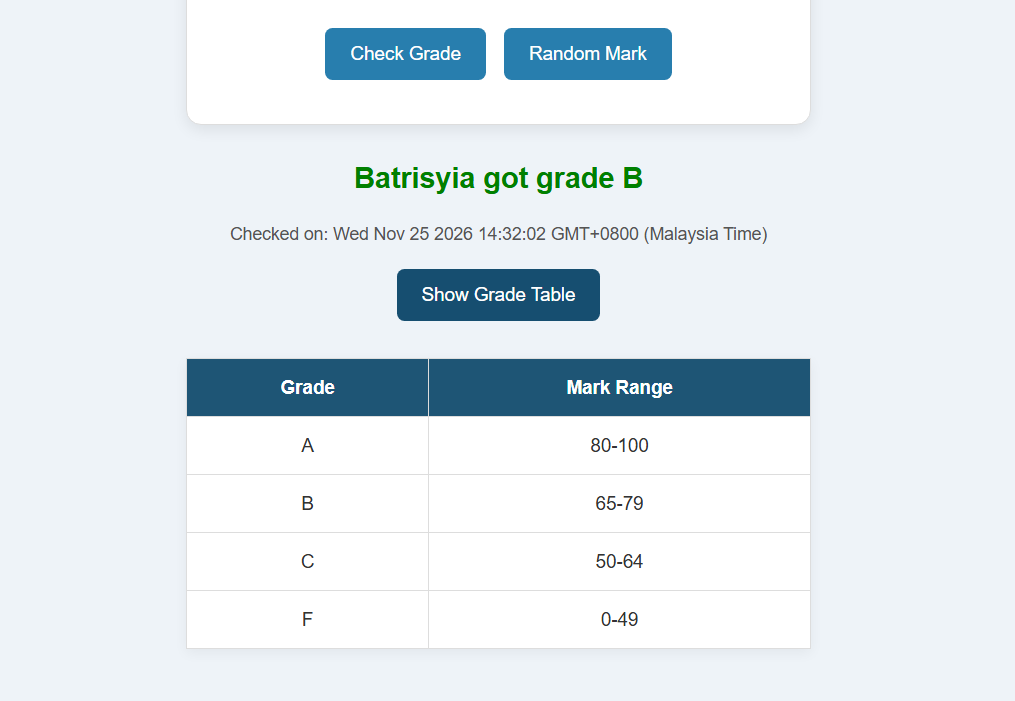 Check Grade Random Mark
Batrisyia got grade B
Checked on: Wed Nov 25 2026 14:32:02 GMT+0800 (Malaysia Time)
Show Grade Table
Grade Mark Range
A 80-100
B 65-79
C 50-64
F 0-49